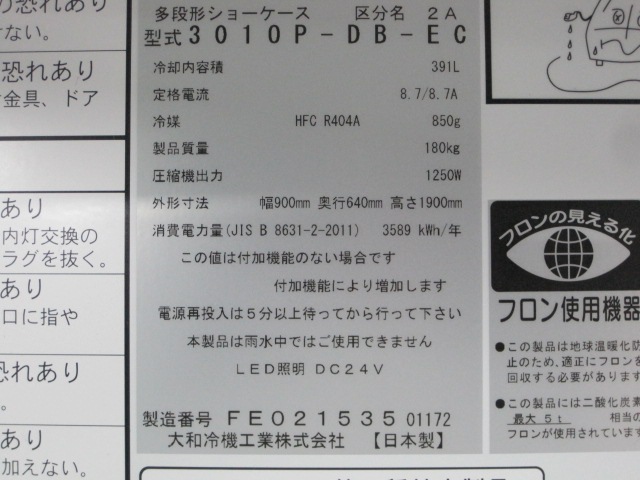 の恐れあり
けない。
恐れあり
金具、ドア
あり
内灯交換の
ラグを抜く。
あり
口に指や
恐れあり
。
あり
加えない。
多段形ショーケース 区分名 2A
型式 3010P-DB-EC
冷却内容積 391L
定格電流 8.7/8.7A
冷媒 HFC R404A 850g
製品質量 180kg
圧縮機出力 1250W
外形寸法 幅900mm 奥行640mm 高さ1900mm
消費電力量(JIS B 8631-2-2011) 3589 kWh/年
この値は付加機能のない場合です
付加機能により増加します
電源再投入は5分以上待ってから行って下さい
本製品は雨水中ではご使用できません
LED照明 DC24V
製造番号 FE021535 01172
大和冷機工業株式会社 【日本製】
フロンの見える化
フロン使用機器
●この製品は地球温暖化防
止のため、適正にフロンを
回収する必要があります
●この製品には二酸化炭素
最大 5t 相当の
フロンが使用されています